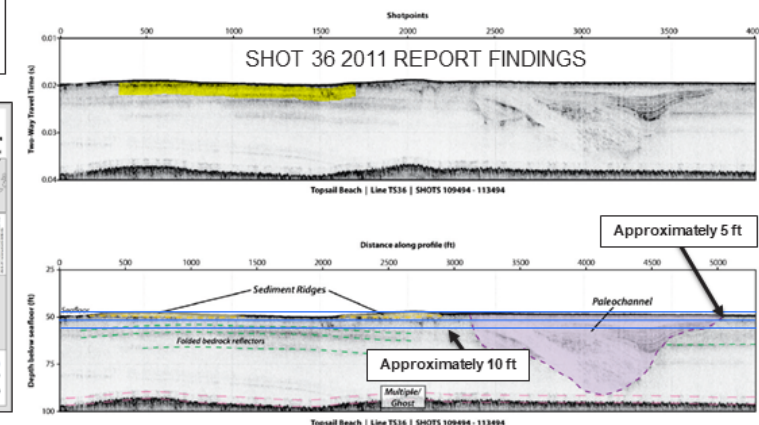 Shotpoints
0 500 1000 1500 2000 2500 3000 3500 400
0.01
SHOT 36 2011 REPORT FINDINGS
0.02
0.03
0.04
Two-Way Travel Time (s)
Topsail Beach | Line TS36 | SHOTS 109494 - 113494
Approximately 5 ft
Distance along profile (ft)
0 500 1000 1500 2000 2500 3000 3500 4000 4500 5000
25
Sediment Ridges
Paleochannel
Seafloor
50
Folded bedrock reflectors
Approximately 10 ft
75
Multiple/
Ghost
100
Depth below seafloor (ft)
Topsail Beach | Line TS36 | SHOTS 109494 - 113494